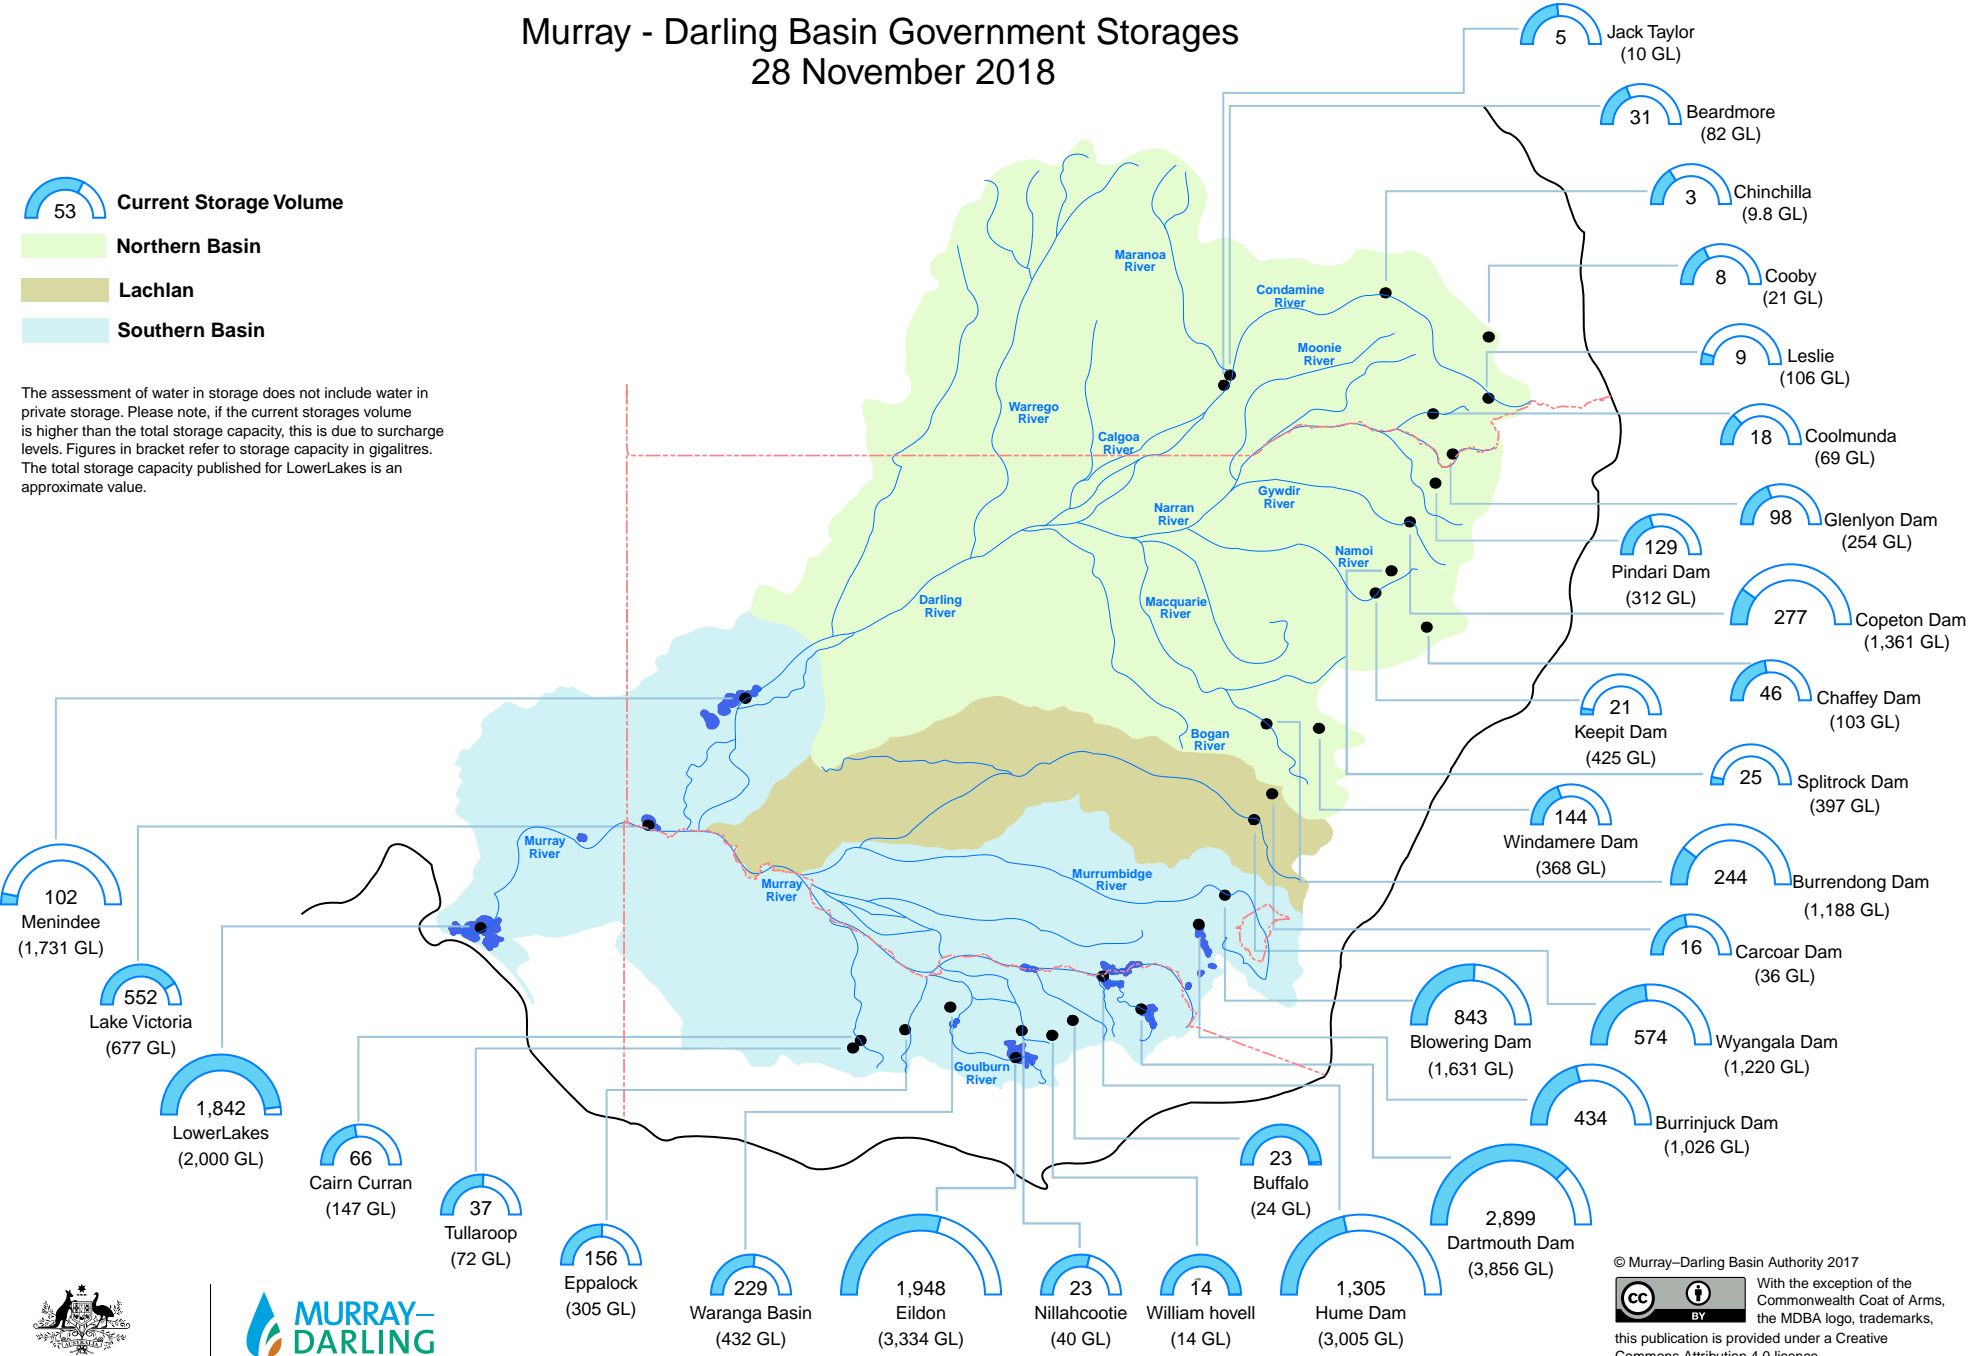 Murray - Darling Basin Government Storages
28 November 2018
53
Current Storage Volume
Northern Basin
Lachlan
Southern Basin
The assessment of water in storage does not include water in
private storage. Please note, if the current storages volume
is higher than the total storage capacity, this is due to surcharge
levels. Figures in bracket refer to storage capacity in gigalitres.
The total storage capacity published for LowerLakes is an
approximate value.
5
Jack Taylor
(10 GL)
31
Beardmore
(82 GL)
3
Chinchilla
(9.8 GL)
8
Cooby
(21 GL)
9
Leslie
(106 GL)
18
Coolmunda
(69 GL)
98
Glenlyon Dam
(254 GL)
129
Pindari Dam
(312 GL)
277
Copeton Dam
(1,361 GL)
46
Chaffey Dam
(103 GL)
21
Keepit Dam
(425 GL)
25
Splitrock Dam
(397 GL)
144
Windamere Dam
(368 GL)
244
Burrendong Dam
(1,188 GL)
16
Carcoar Dam
(36 GL)
843
Blowering Dam
(1,631 GL)
574
Wyangala Dam
(1,220 GL)
434
Burrinjuck Dam
(1,026 GL)
2,899
Dartmouth Dam
(3,856 GL)
Maranoa
River
Condamine
River
Moonie
River
Warrego
River
Calgoa
River
Gywdir
River
Narran
River
Namoi
River
Darling
River
Macquarie
River
Bogan
River
Murray
River
Murray
River
Murrumbidge
River
Goulburn
River
102
Menindee
(1,731 GL)
552
Lake Victoria
(677 GL)
1,842
LowerLakes
(2,000 GL)
66
Cairn Curran
(147 GL)
37
Tullaroop
(72 GL)
156
Eppalock
(305 GL)
229
Waranga Basin
(432 GL)
1,948
Eildon
(3,334 GL)
23
Nillahcootie
(40 GL)
14
William hovell
(14 GL)
23
Buffalo
(24 GL)
1,305
Hume Dam
(3,005 GL)
MURRAY–
DARLING
© Murray–Darling Basin Authority 2017
cc
BY
With the exception of the
Commonwealth Coat of Arms,
the MDBA logo, trademarks,
this publication is provided under a Creative
Commons Attribution 4.0 licence